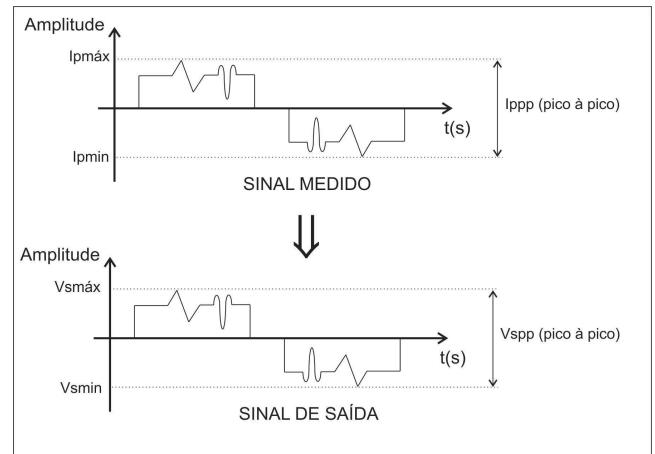 Amplitude
Ipmáx
Ippp (pico à pico)
t(s)
Ipmin
SINAL MEDIDO
Amplitude
Vsmáx
Vspp (pico à pico)
t(s)
Vsmin
SINAL DE SAÍDA